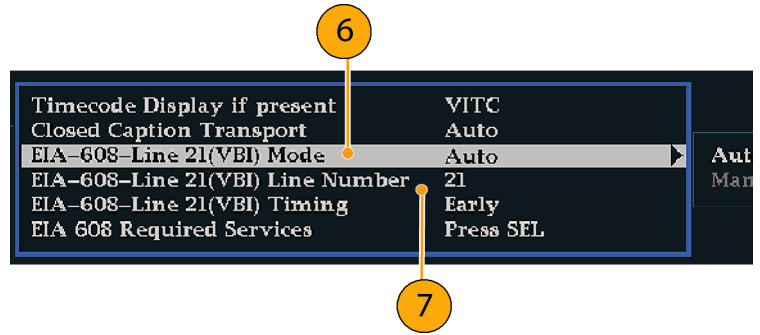 6
Timecode Display if present VITC
Closed Caption Transport Auto
EIA–608–Line 21(VBI) Mode Auto
EIA–608–Line 21(VBI) Line Number 21
EIA–608–Line 21(VBI) Timing Early
EIA 608 Required Services Press SEL
Aut
Man
7